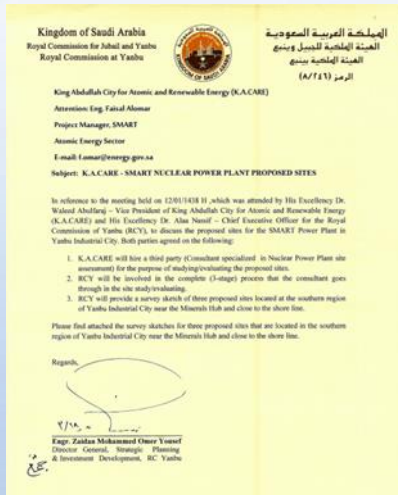 Kingdom of Saudi Arabia
Royal Commission for Jubail and Yanbu
Royal Commission at Yanbu
المملكة العربية السعودية
الهيئة الملكية للجبيل وينبع
الهيئة الملكية بينبع
الرمز (٨/٢٤٦)
KINGDOM OF SAUDI ARABIA
King Abdullah City for Atomic and Renewable Energy (K.A.CARE)
Attention: Eng. Faisal Alomar
Project Manager, SMART
Atomic Energy Sector
E-mail: f.omar@energy.gov.sa
Subject: K.A.CARE - SMART NUCLEAR POWER PLANT PROPOSED SITES
In reference to the meeting held on 12/01/1438 H ,which was attended by His Excellency Dr.
Waleed Abulfaraj – Vice President of King Abdullah City for Atomic and Renewable Energy
(K.A.CARE) and His Excellency Dr. Alaa Nassif – Chief Executive Officer for the Royal
Commission of Yanbu (RCY), to discuss the proposed sites for the SMART Power Plant in
Yanbu Industrial City. Both parties agreed on the following:
1. K.A.CARE will hire a third party (Consultant specialized in Nuclear Power Plant site
assessment) for the purpose of studying/evaluating the proposed sites.
2. RCY will be involved in the complete (3-stage) process that the consultant goes
through in the site study/evaluating.
3. RCY will provide a survey sketch of three proposed sites located at the southern region
of Yanbu Industrial City near the Minerals Hub and close to the shore line.
Please find attached the survey sketches for three proposed sites that are located in the southern
region of Yanbu Industrial City near the Minerals Hub and close to the shore line.
Regards,
Engr. Zaidan Mohammed Omer Yousef
Director General, Strategic Planning
& Investment Development, RC Yanbu